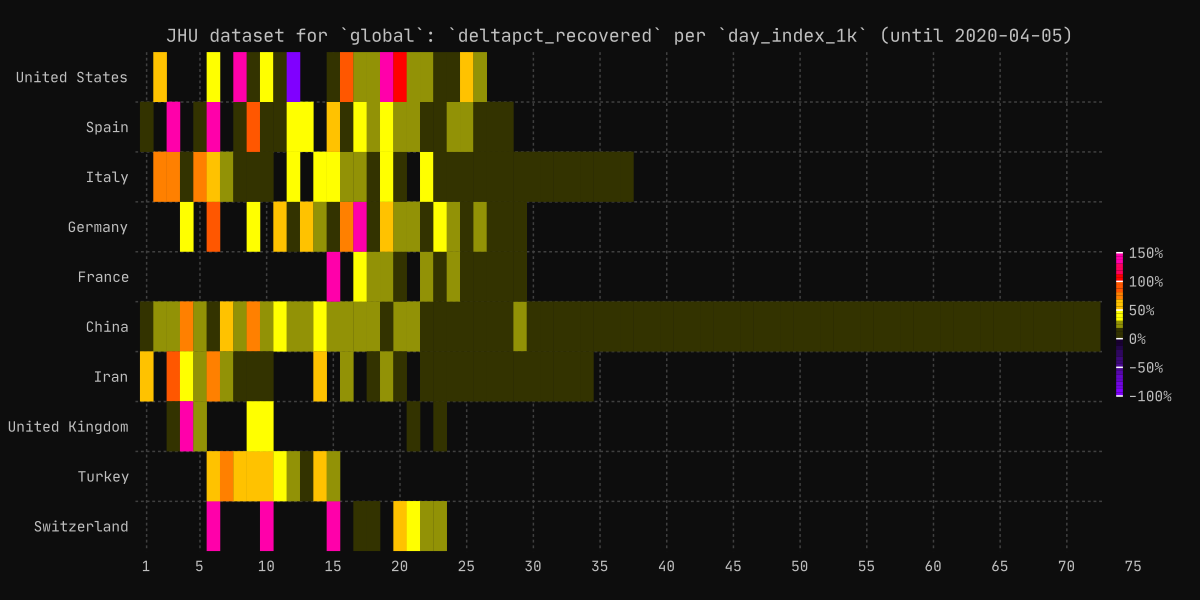 JHU dataset for `global`: `deltapct_recovered` per `day_index_1k` (until 2020-04-05)
United States
Spain
Italy
Germany
France
China
Iran
United Kingdom
Turkey
Switzerland
150%
100%
50%
0%
−50%
−100%
1 5 10 15 20 25 30 35 40 45 50 55 60 65 70 75